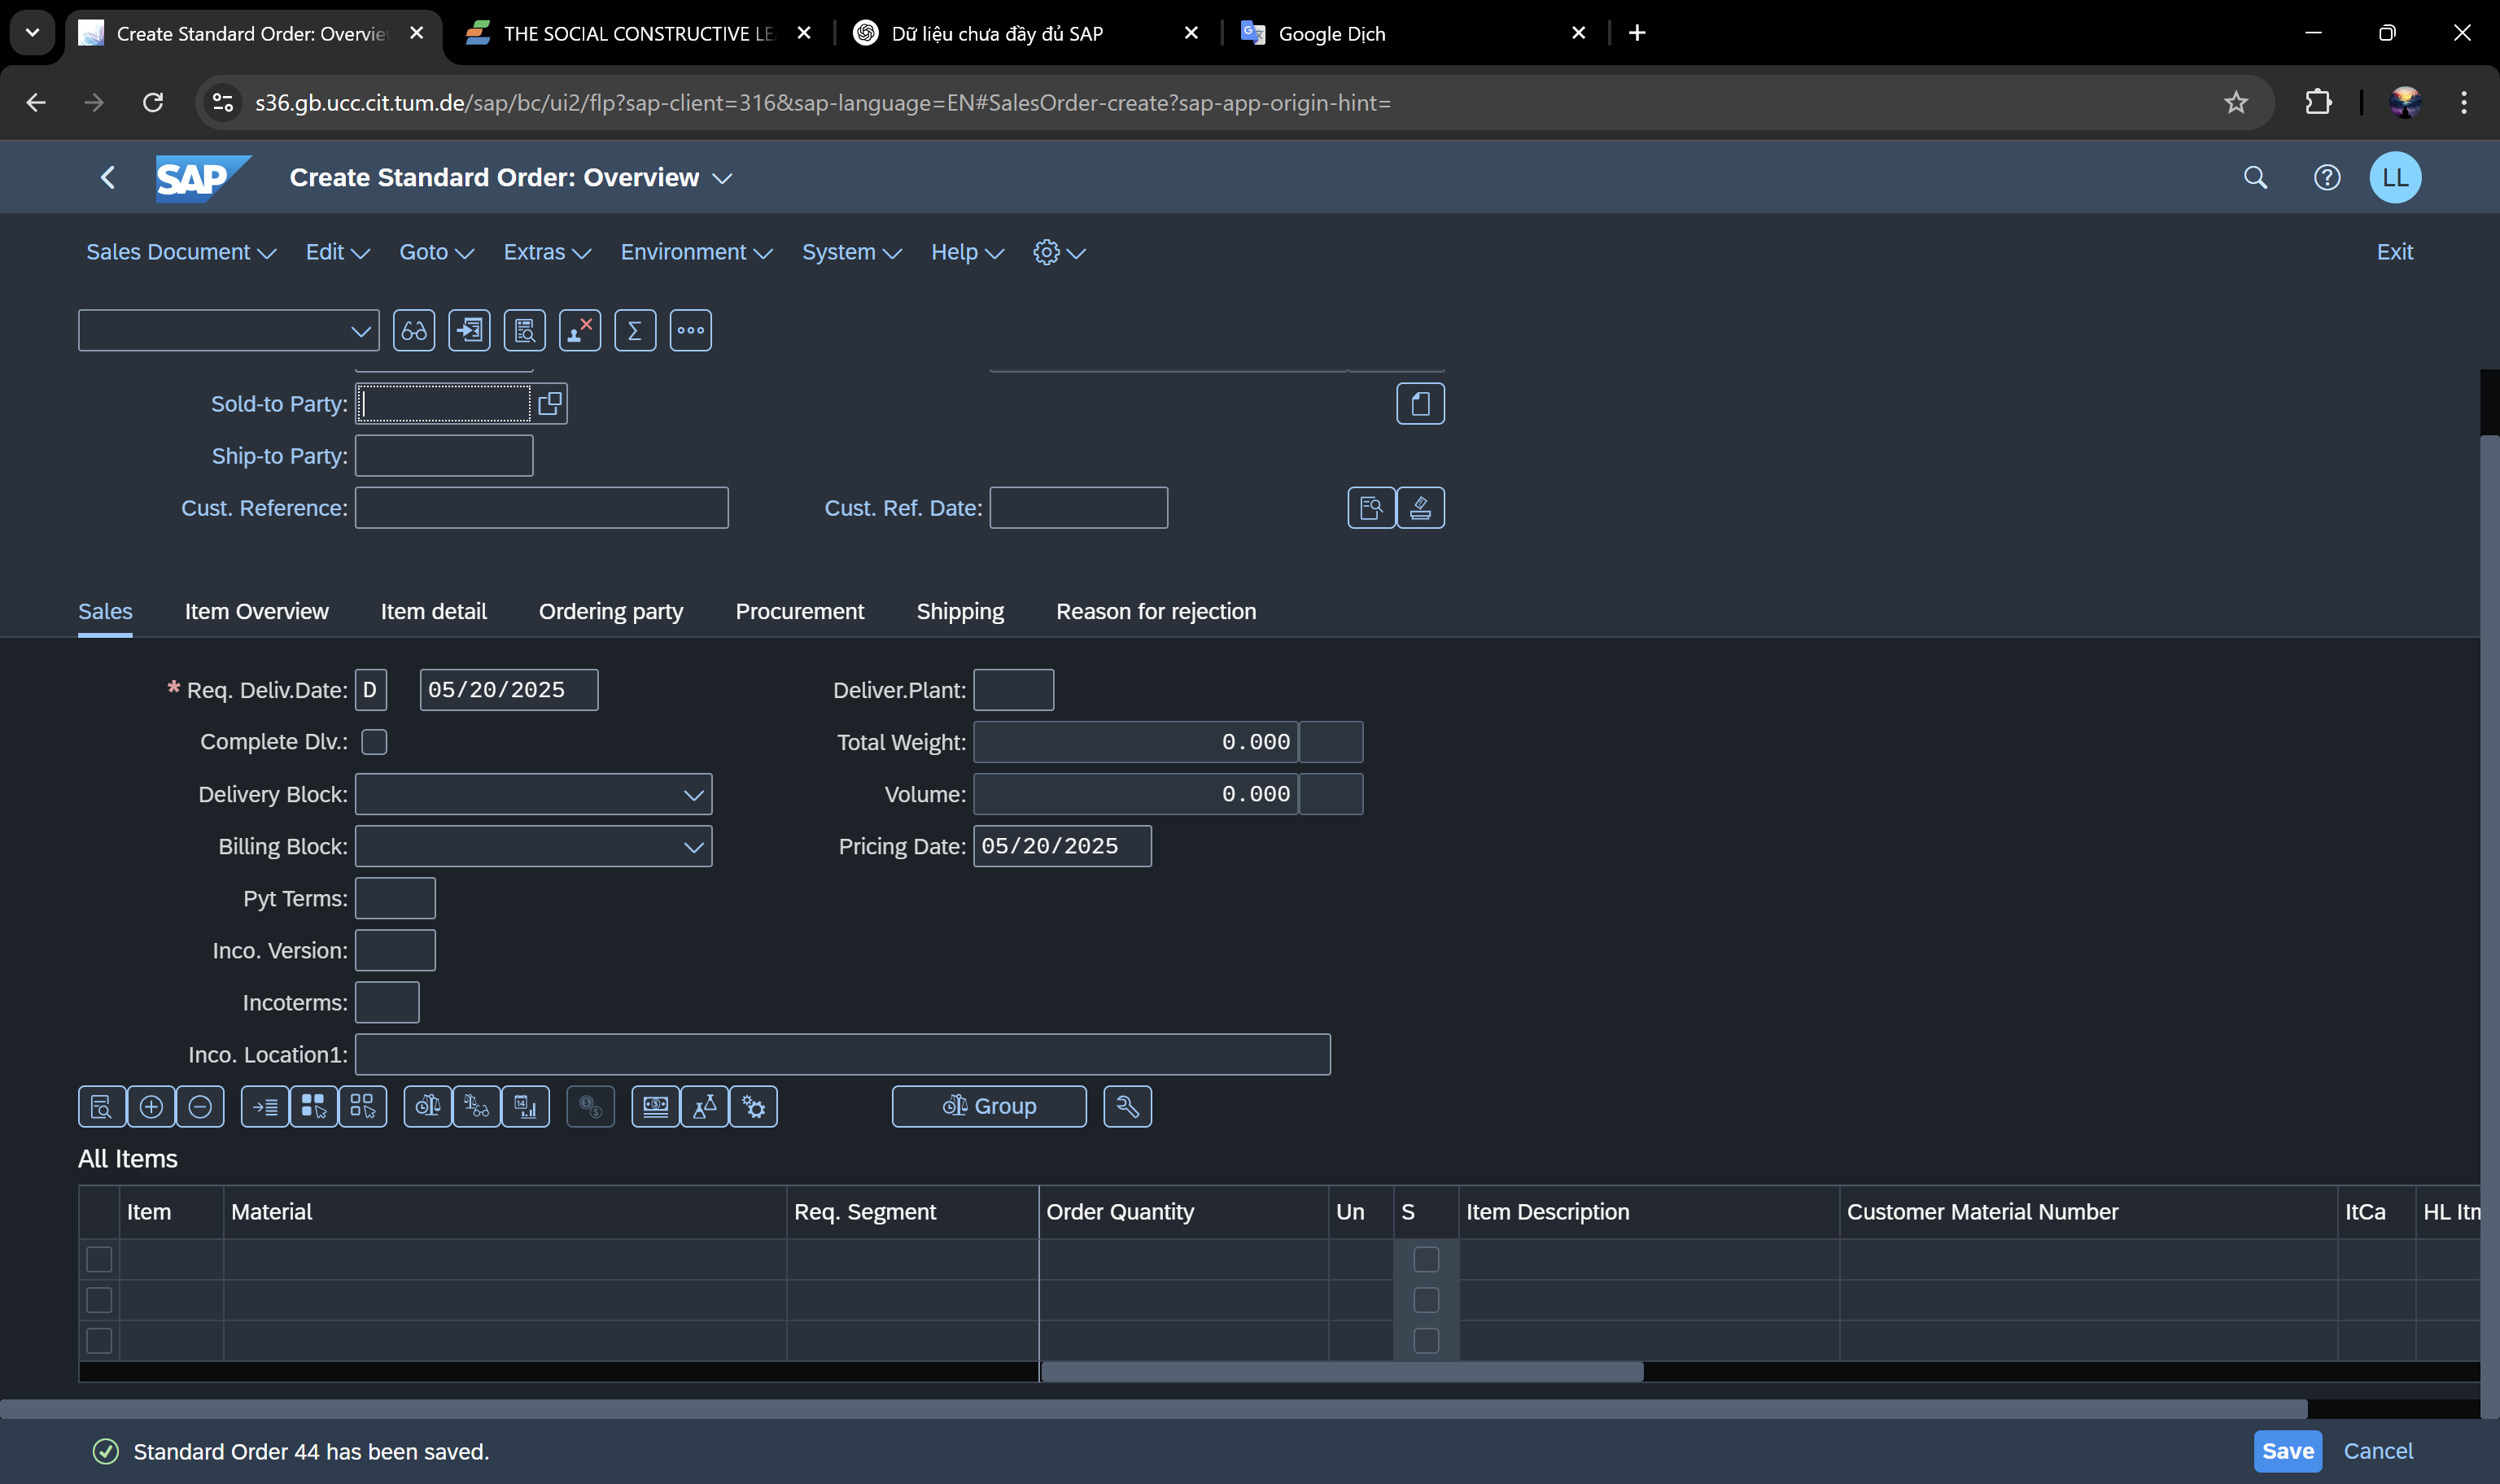 Create Standard Order: Overvie
THE SOCIAL CONSTRUCTIVE LE
Dữ liệu chưa đầy đủ SAP
Google Dịch
s36.gb.ucc.cit.tum.de/sap/bc/ui2/flp?sap-client=316&sap-language=EN#SalesOrder-create?sap-app-origin-hint=
SAP Create Standard Order: Overview LL
Sales Document Edit Goto Extras Environment System Help Exit
Sold-to Party:
Ship-to Party:
Cust. Reference: Cust. Ref. Date:
Sales Item Overview Item detail Ordering party Procurement Shipping Reason for rejection
* Req. Deliv.Date: D 05/20/2025 Deliver.Plant:
Complete Dlv.: Total Weight: 0.000
Delivery Block: Volume: 0.000
Billing Block: Pricing Date: 05/20/2025
Pyt Terms:
Inco. Version:
Incoterms:
Inco. Location1:
Group
All Items
Item Material Req. Segment Order Quantity Un S Item Description Customer Material Number ItCa HL Itm
Standard Order 44 has been saved. Save Cancel